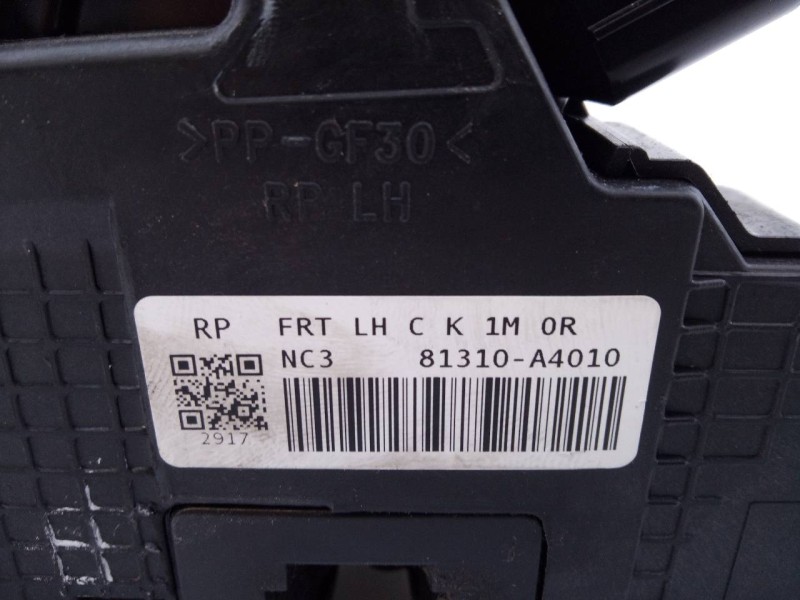 >PP-GF30<
RP LH
RP FRT LH C K 1M 0R
NC3 81310-A4010
2917